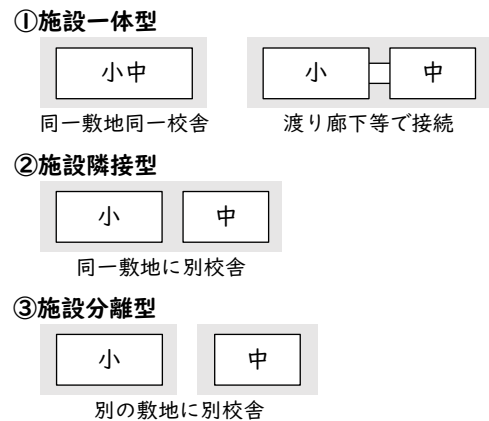 ①施設一体型
小中
小 中
同一敷地同一校舎 渡り廊下等で接続
②施設隣接型
小 中
同一敷地に別校舎
③施設分離型
小 中
別の敷地に別校舎